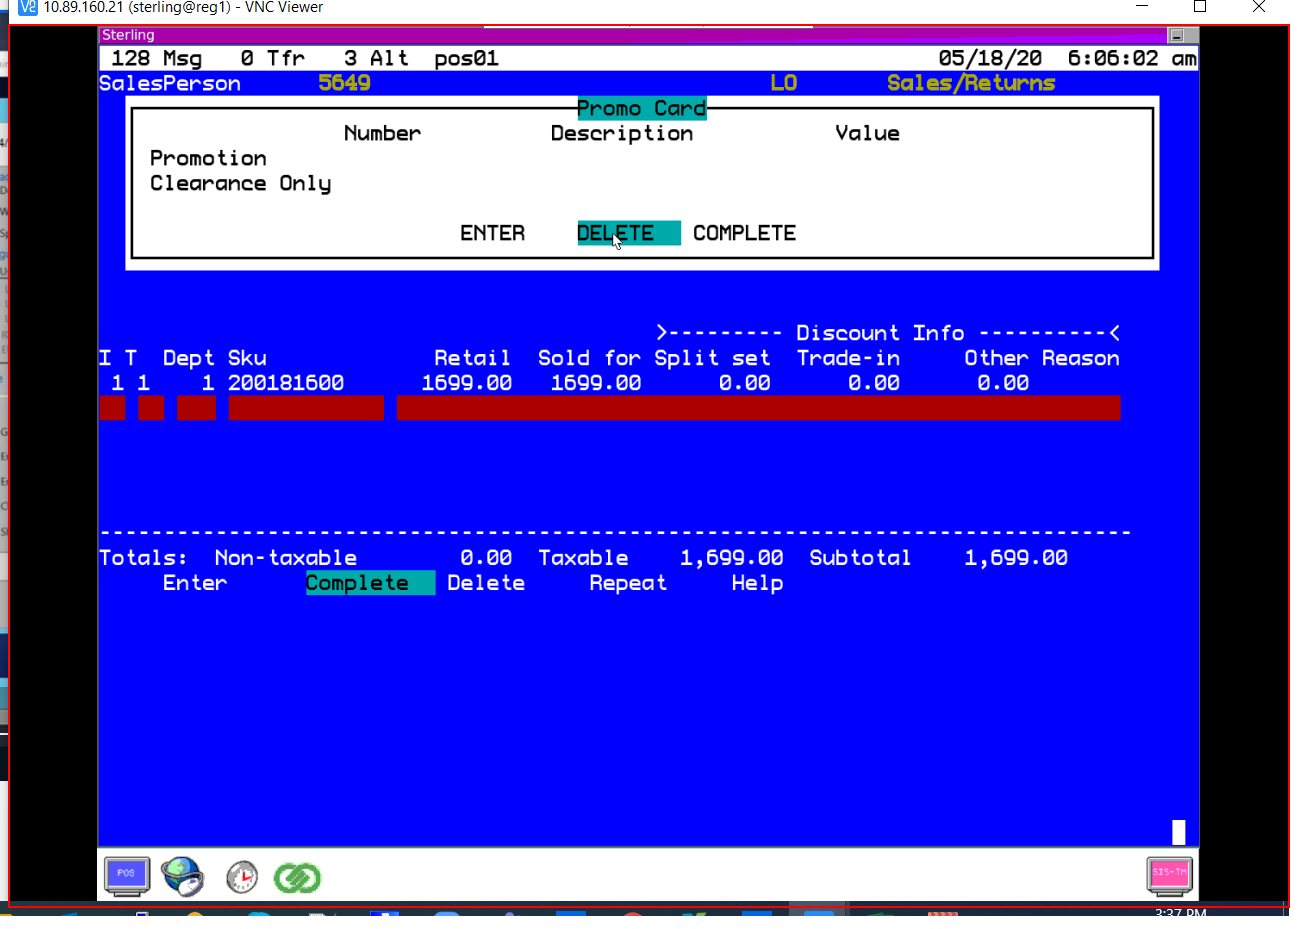 10.89.160.21 (sterling@reg1) - VNC Viewer
Sterling
128 Msg 0 Tfr 3 Alt pos01 05/18/20 6:06:02 am
SalesPerson 5649 LO Sales/Returns
Promo Card
Number Description Value
Promotion
Clearance Only
ENTER DELETE COMPLETE
>--------- Discount Info ----------<
I T Dept Sku Retail Sold for Split set Trade-in Other Reason
1 1 1 200181600 1699.00 1699.00 0.00 0.00 0.00
Totals: Non-taxable 0.00 Taxable 1,699.00 Subtotal 1,699.00
Enter Complete Delete Repeat Help
POS SIS-TM
3:37 PM